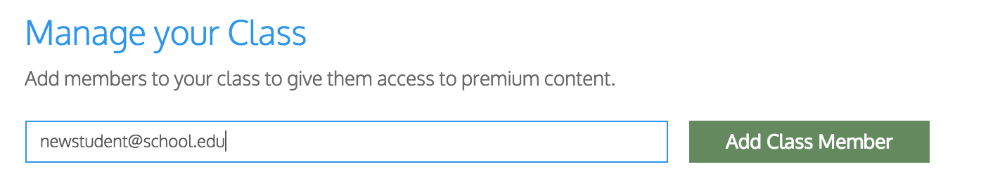 Manage your Class
Add members to your class to give them access to premium content.
newstudent@school.edu
Add Class Member